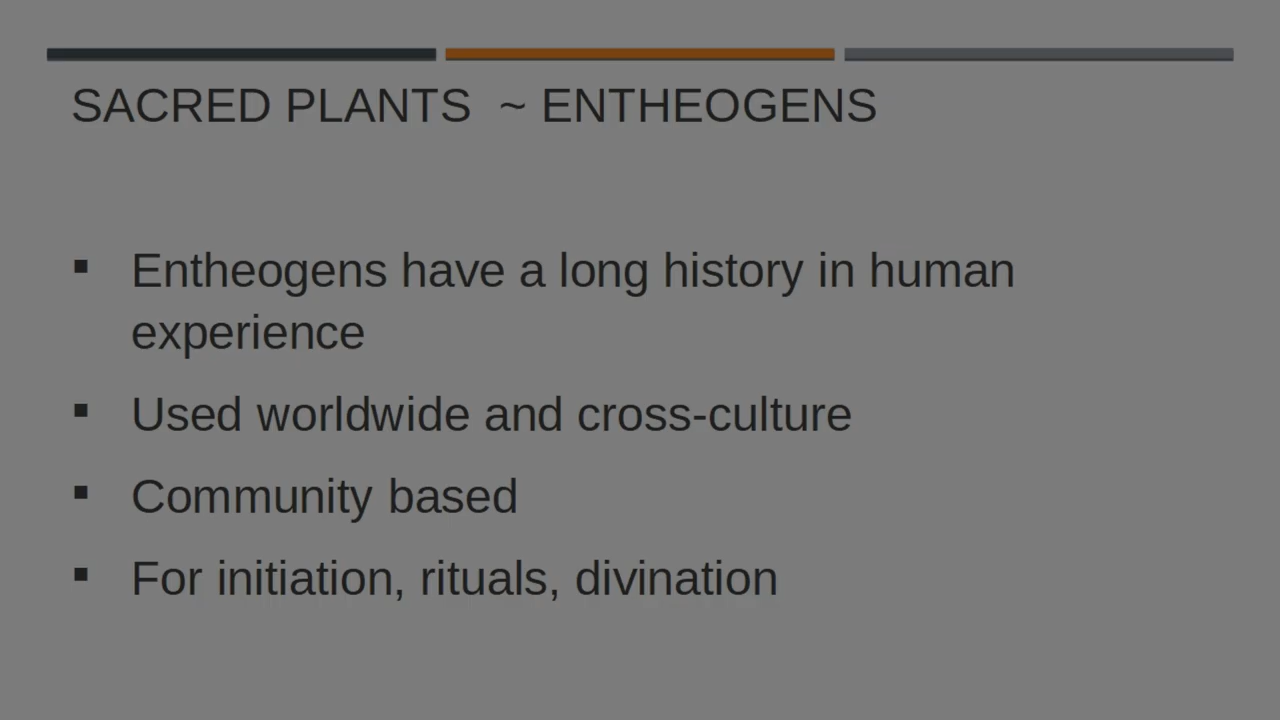 SACRED PLANTS ~ ENTHEOGENS
▪ Entheogens have a long history in human
experience
▪ Used worldwide and cross-culture
▪ Community based
▪ For initiation, rituals, divination